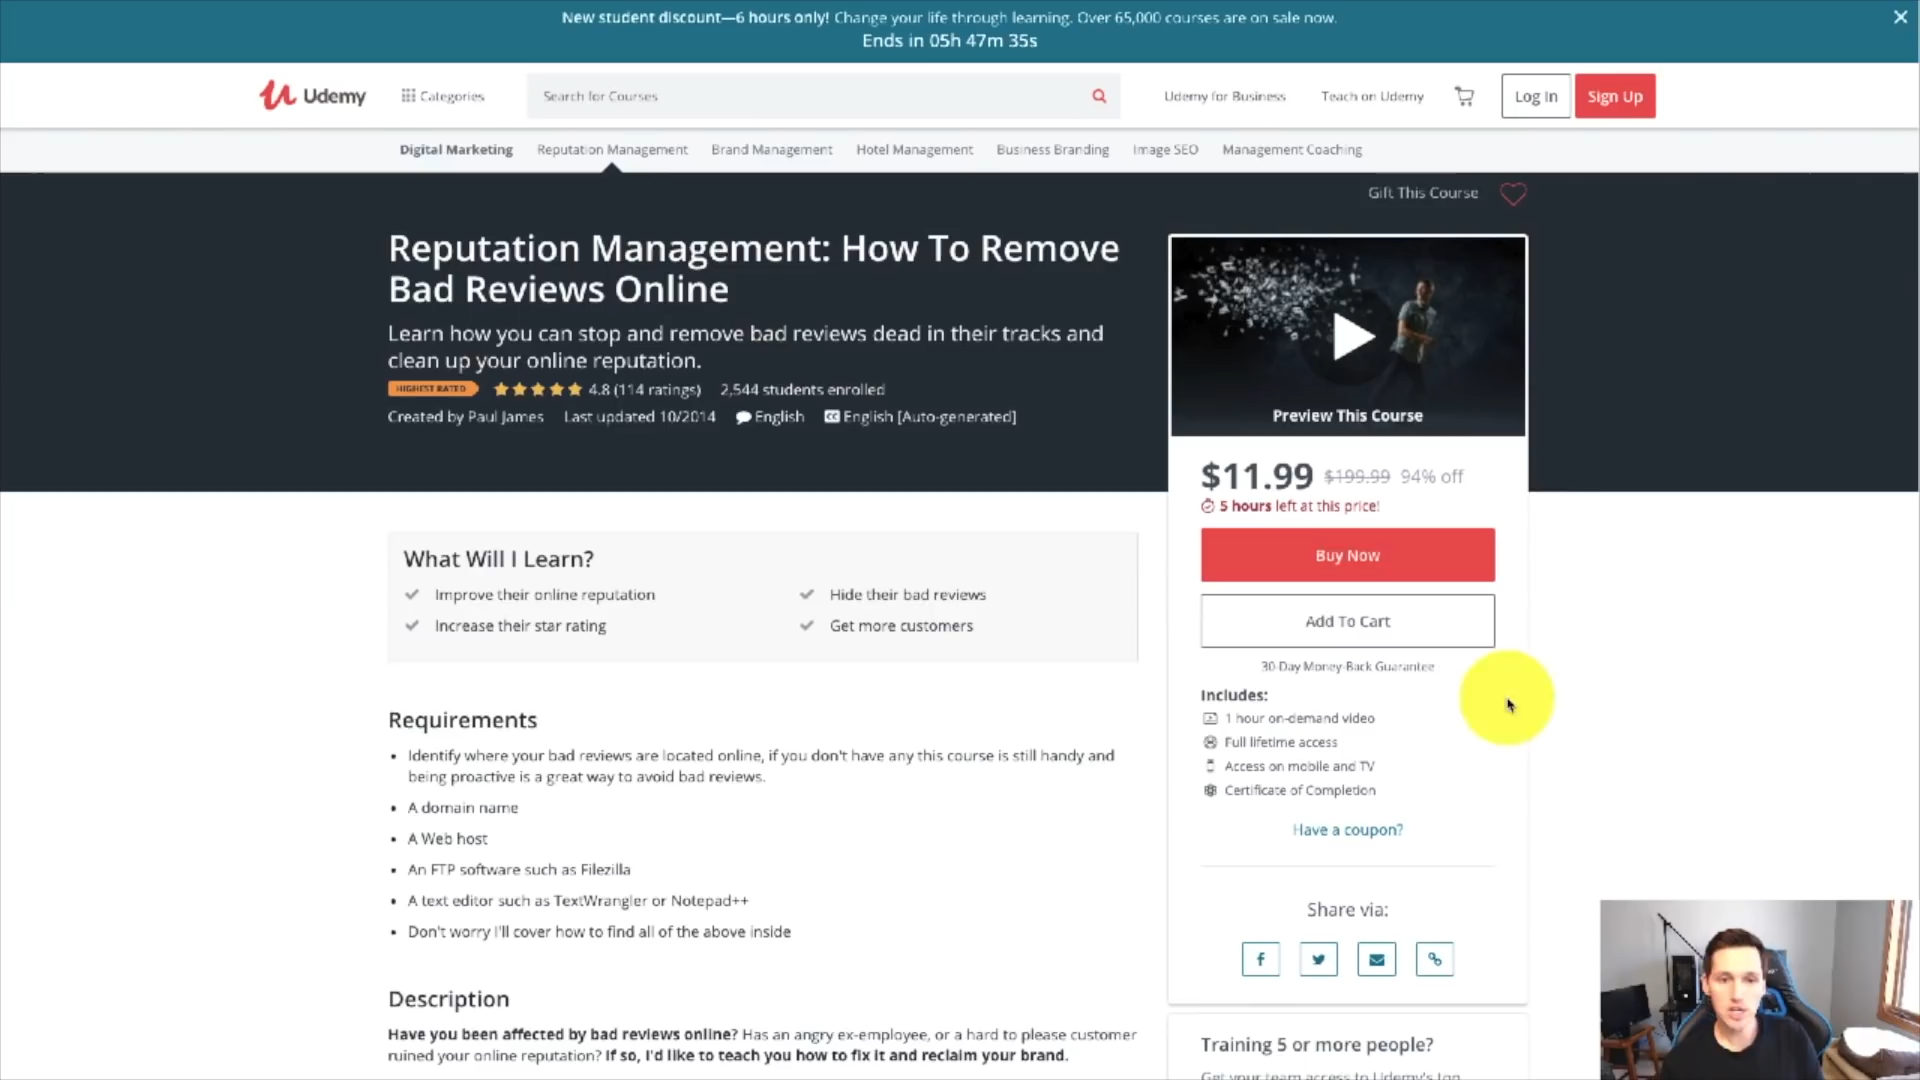 New student discount—6 hours only! Change your life through learning. Over 65,000 courses are on sale now.
Ends in 05h 47m 35s
Udemy
Categories
Search for Courses
Udemy for Business
Teach on Udemy
Log In
Sign Up
Digital Marketing
Reputation Management
Brand Management
Hotel Management
Business Branding
Image SEO
Management Coaching
Gift This Course
Reputation Management: How To Remove
Bad Reviews Online
Learn how you can stop and remove bad reviews dead in their tracks and
clean up your online reputation.
HIGHEST RATED 4.8 (114 ratings) 2,544 students enrolled
Created by Paul James Last updated 10/2014 English CC English [Auto-generated]
Preview This Course
$11.99 $199.99 94% off
5 hours left at this price!
Buy Now
Add To Cart
30-Day Money-Back Guarantee
Includes:
1 hour on-demand video
Full lifetime access
Access on mobile and TV
Certificate of Completion
Have a coupon?
Share via:
Training 5 or more people?
Get your team access to Udemy's top
What Will I Learn?
Improve their online reputation
Hide their bad reviews
Increase their star rating
Get more customers
Requirements
Identify where your bad reviews are located online, if you don't have any this course is still handy and
being proactive is a great way to avoid bad reviews.
A domain name
A Web host
An FTP software such as Filezilla
A text editor such as TextWrangler or Notepad++
Don't worry I'll cover how to find all of the above inside
Description
Have you been affected by bad reviews online? Has an angry ex-employee, or a hard to please customer
ruined your online reputation? If so, I'd like to teach you how to fix it and reclaim your brand.